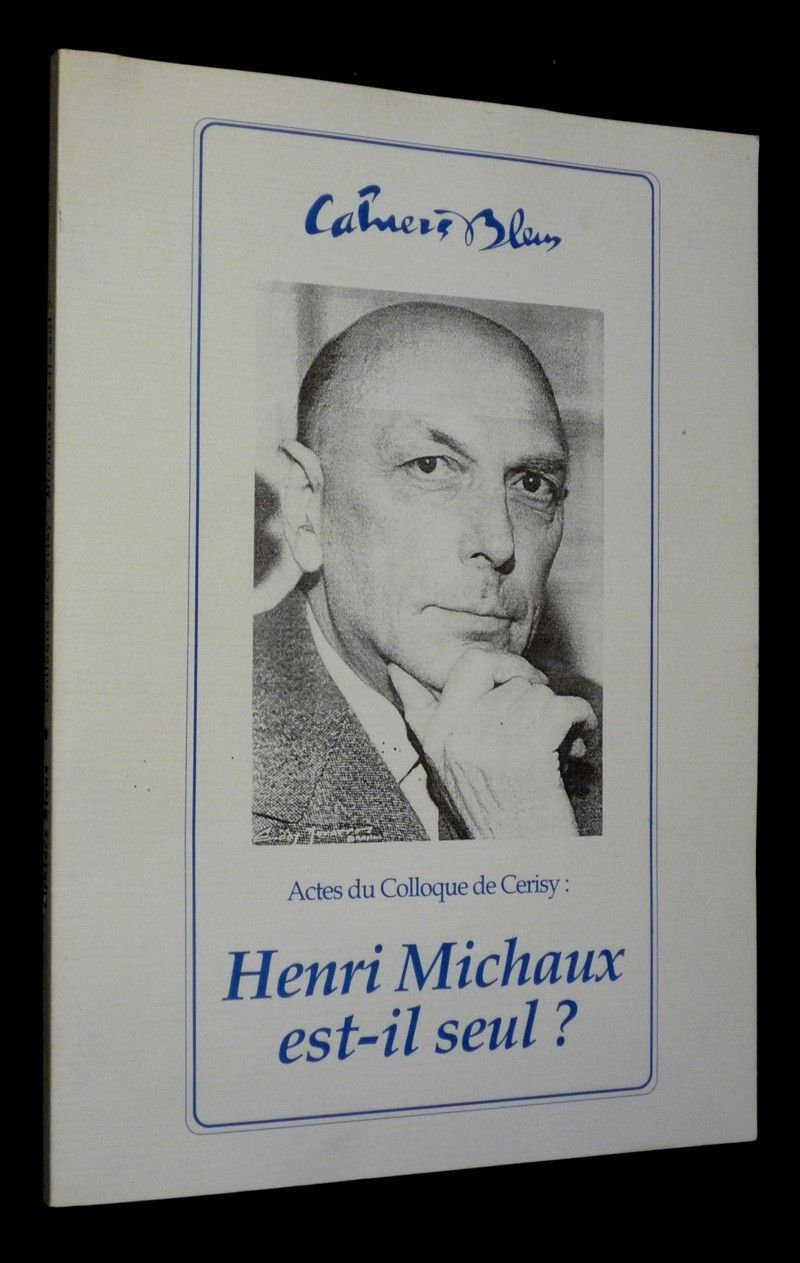 Cahiers Bleus
Actes du Colloque de Cerisy :
Henri Michaux
est-il seul ?